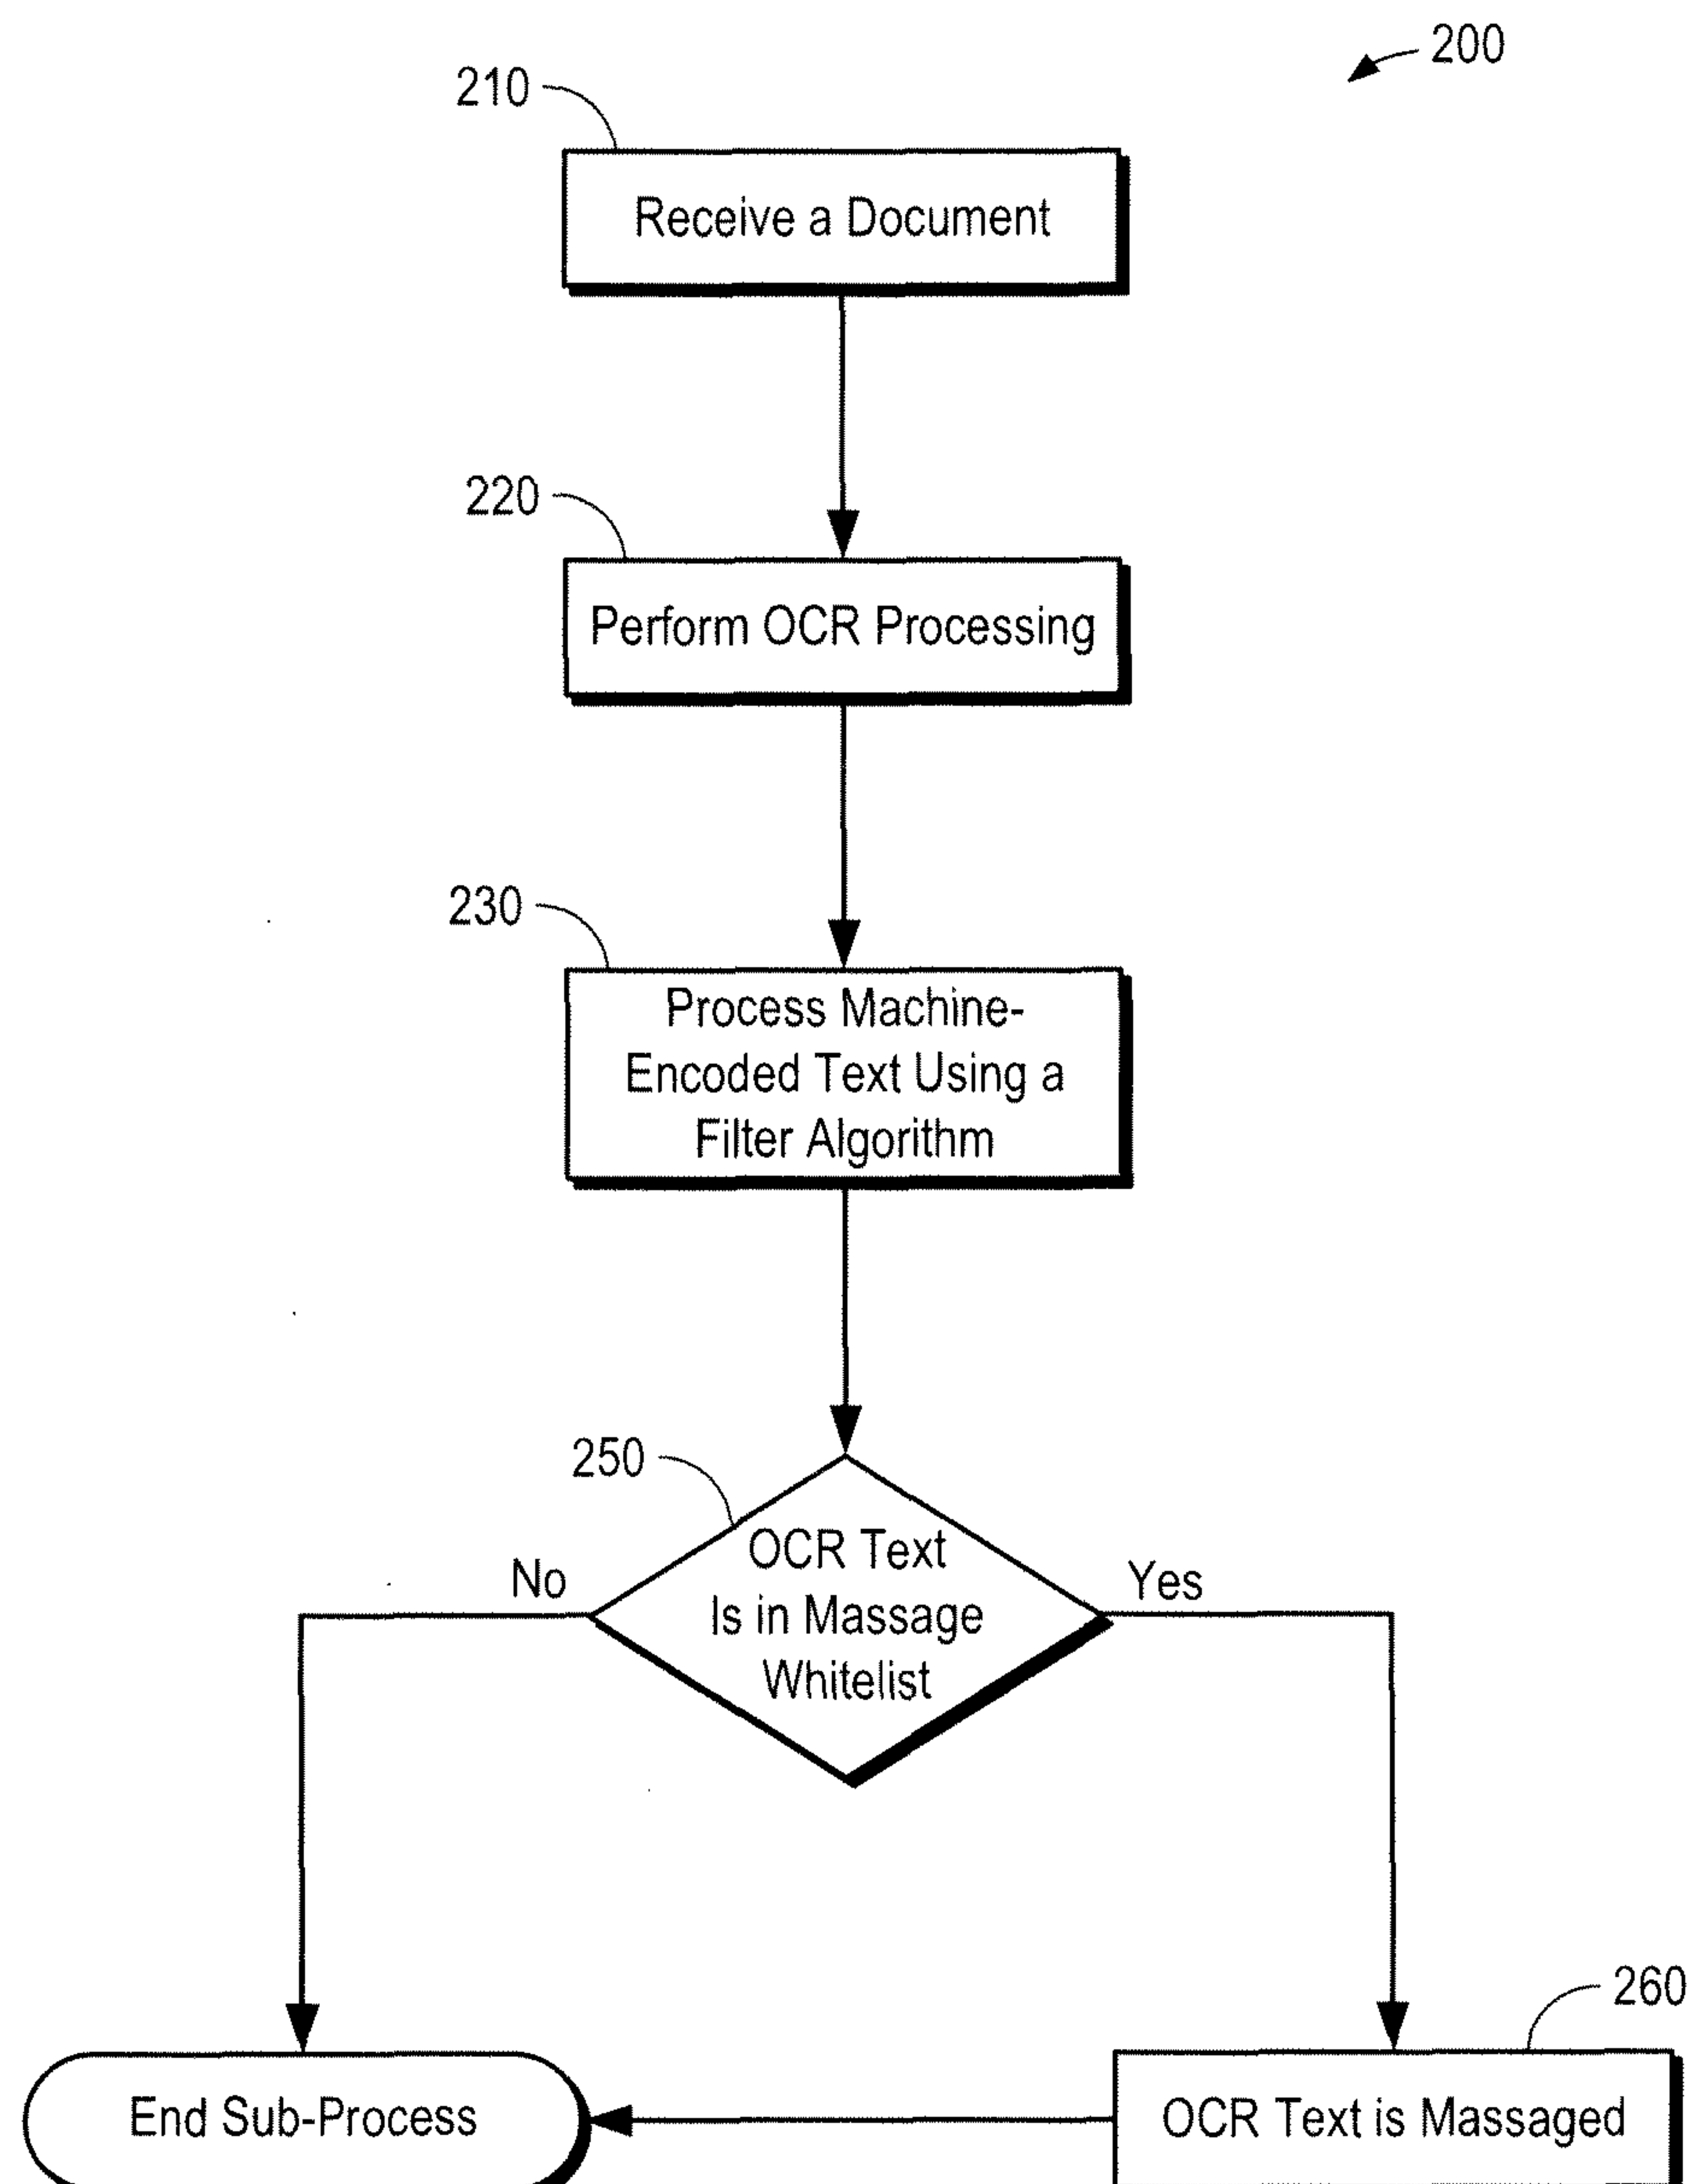 200
210
Receive a Document
220
Perform OCR Processing
230
Process Machine-
Encoded Text Using a
Filter Algorithm
250
OCR Text
Is in Massage
Whitelist
No
Yes
260
End Sub-Process
OCR Text is Massaged